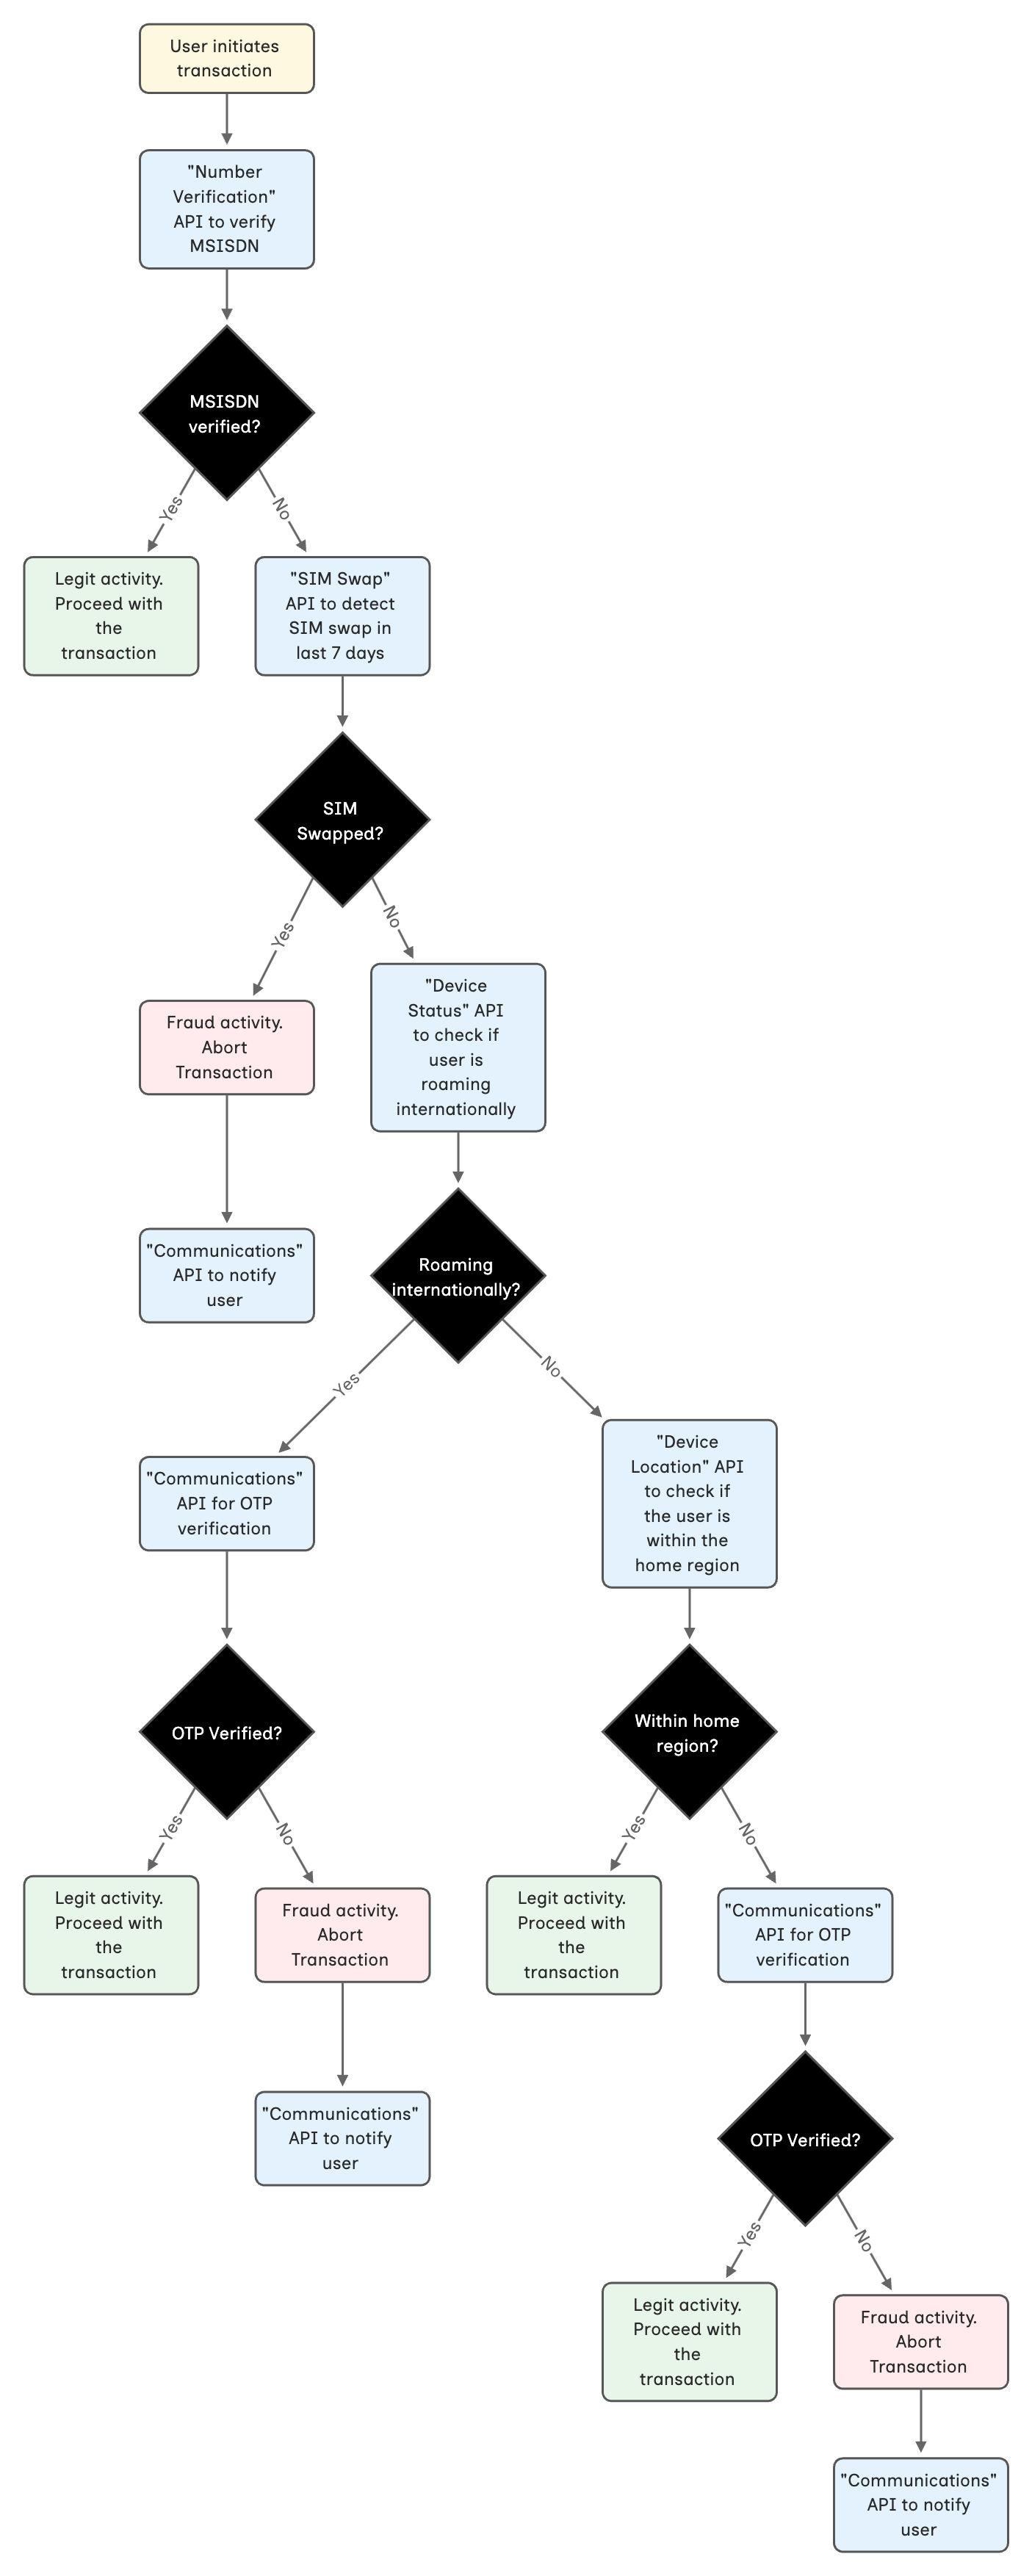 User initiates
transaction
"Number
Verification"
API to verify
MSISDN
MSISDN
verified?
Yes
No
Legit activity.
Proceed with
the
transaction
"SIM Swap"
API to detect
SIM swap in
last 7 days
SIM
Swapped?
Yes
No
Fraud activity.
Abort
Transaction
"Device
Status" API
to check if
user is
roaming
internationally
"Communications"
API to notify
user
Roaming
internationally?
Yes
No
"Communications"
API for OTP
verification
"Device
Location" API
to check if
the user is
within the
home region
OTP Verified?
Within home
region?
Yes
No
Yes
No
Legit activity.
Proceed with
the
transaction
Fraud activity.
Abort
Transaction
Legit activity.
Proceed with
the
transaction
"Communications"
API for OTP
verification
"Communications"
API to notify
user
OTP Verified?
Yes
No
Legit activity.
Proceed with
the
transaction
Fraud activity.
Abort
Transaction
"Communications"
API to notify
user